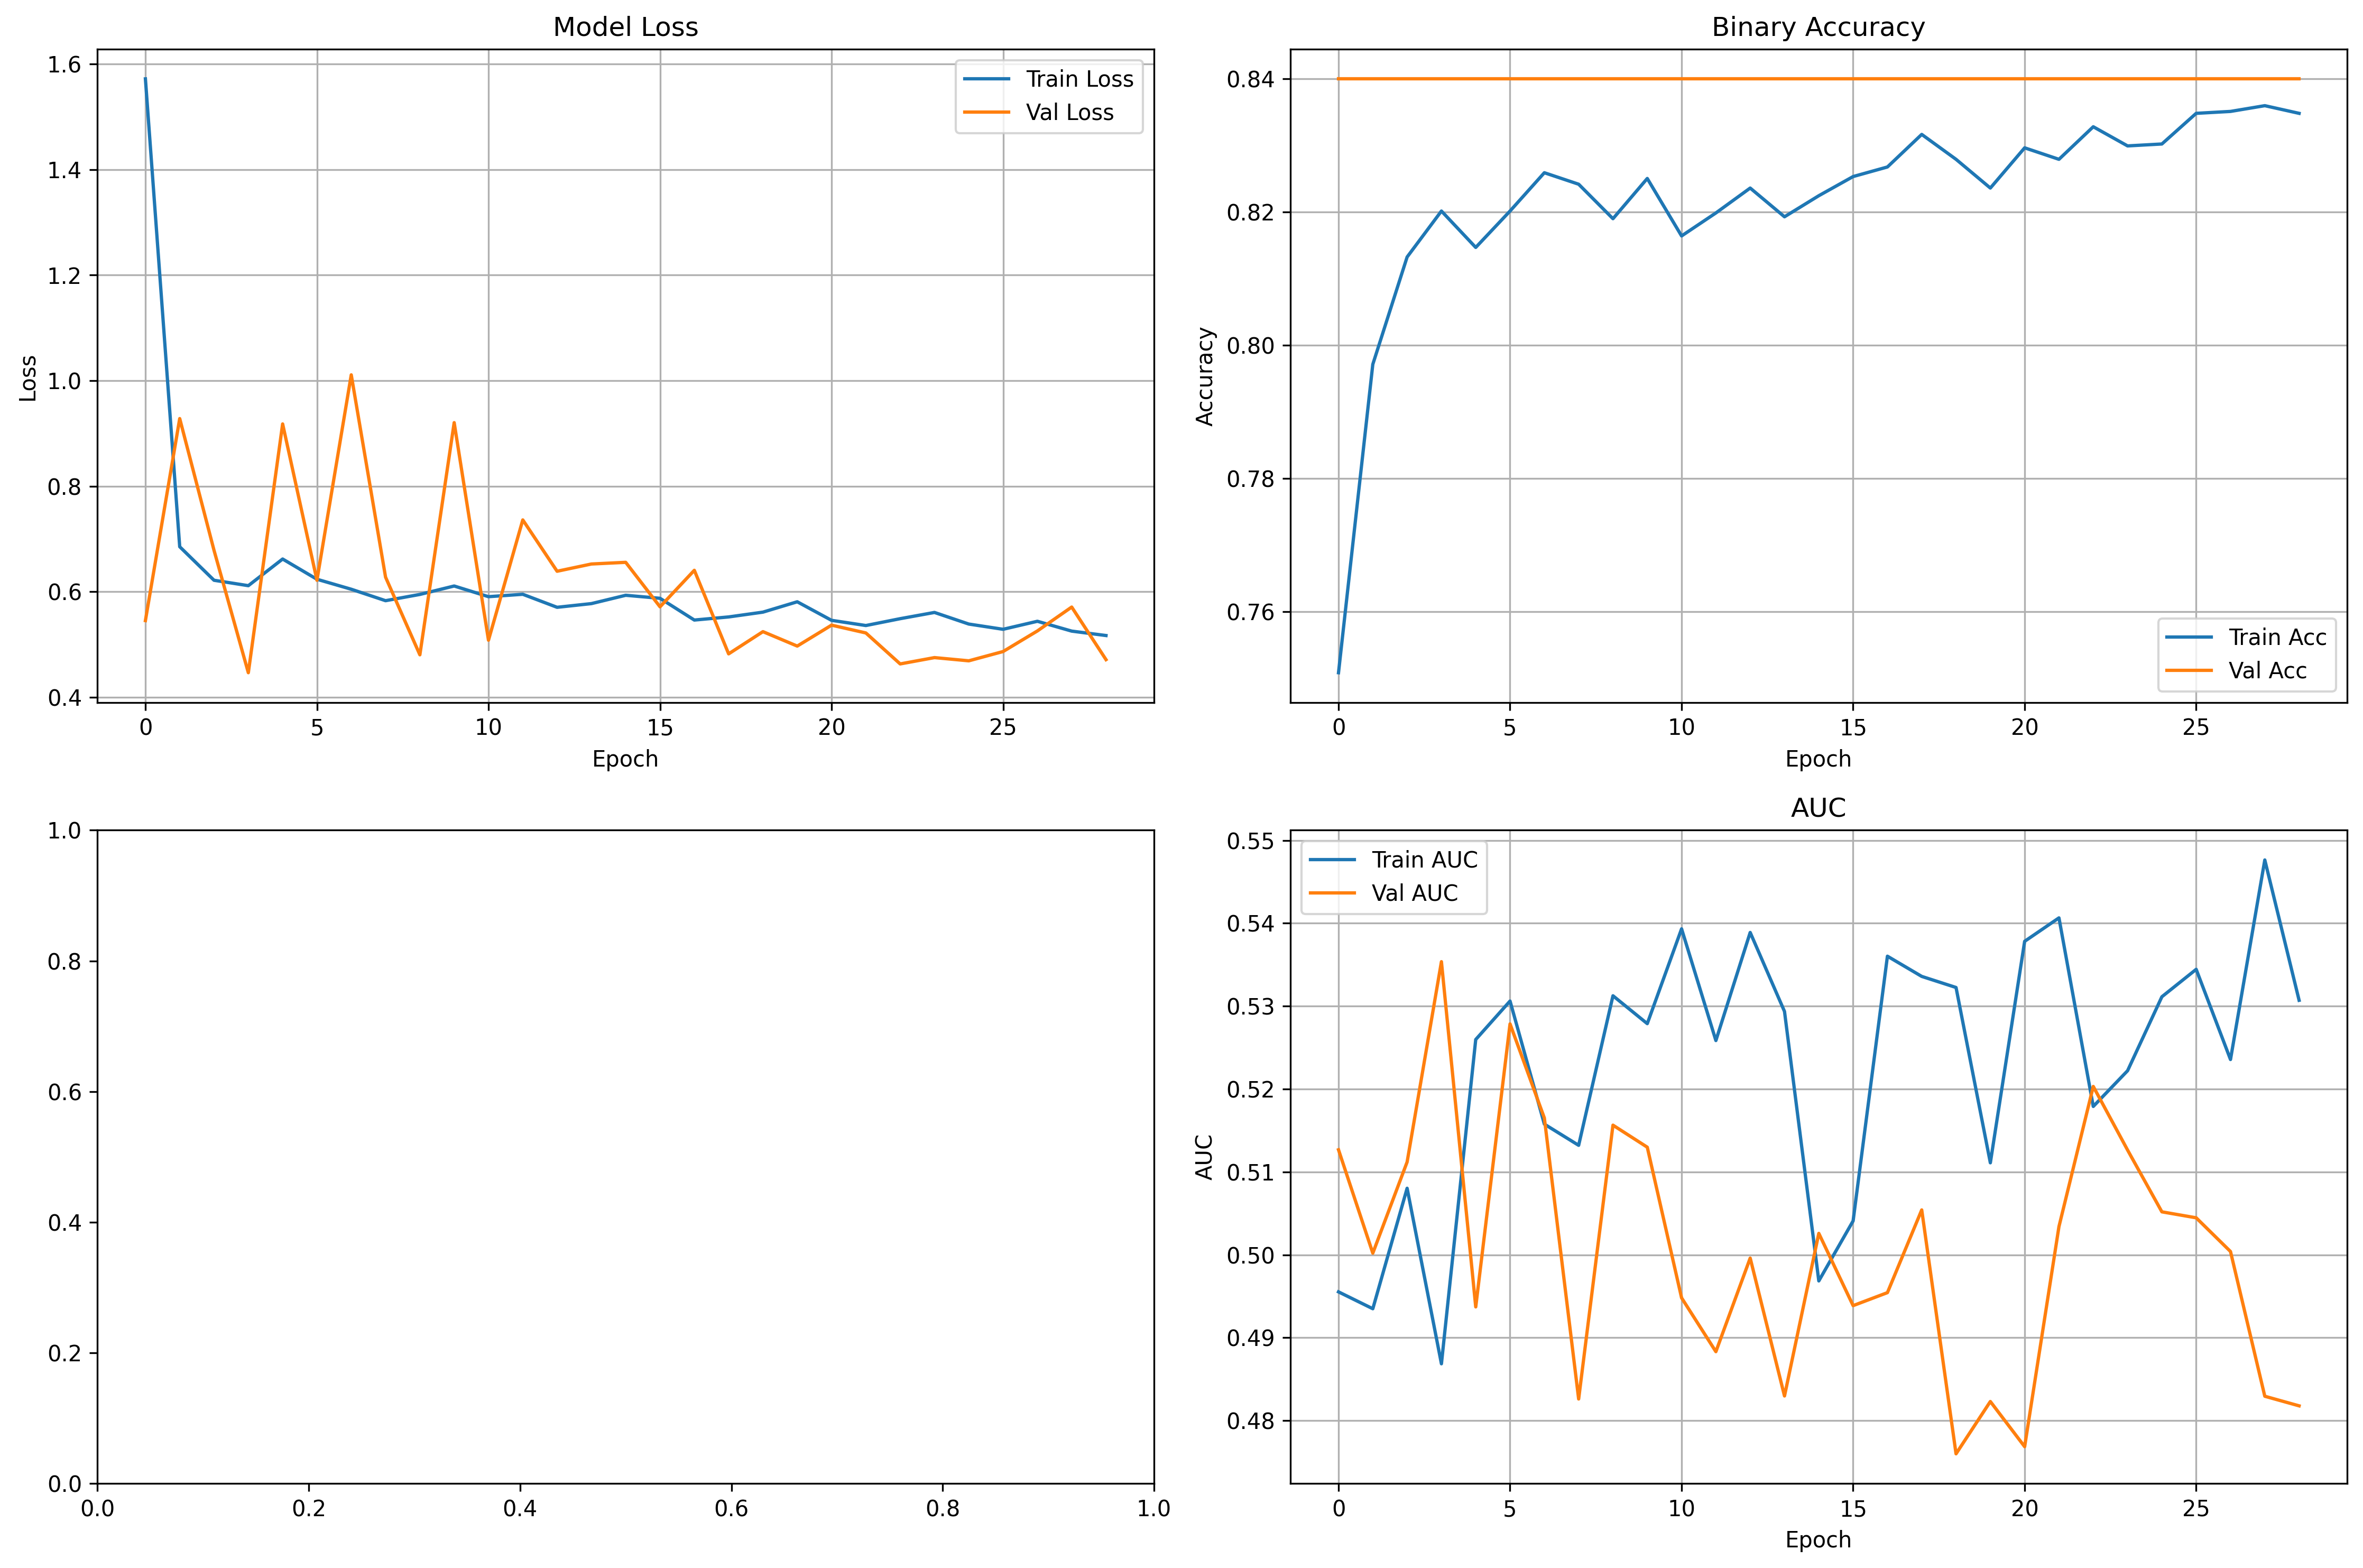 Model Loss
1.6
1.4
1.2
1.0
0.8
0.6
0.4
Loss
Train Loss
Val Loss
0 5 10 15 20 25
Epoch
Binary Accuracy
0.84
0.82
0.80
0.78
0.76
Accuracy
Train Acc
Val Acc
0 5 10 15 20 25
Epoch
1.0
0.8
0.6
0.4
0.2
0.0
0.0 0.2 0.4 0.6 0.8 1.0
AUC
0.55
0.54
0.53
0.52
0.51
0.50
0.49
0.48
AUC
Train AUC
Val AUC
0 5 10 15 20 25
Epoch